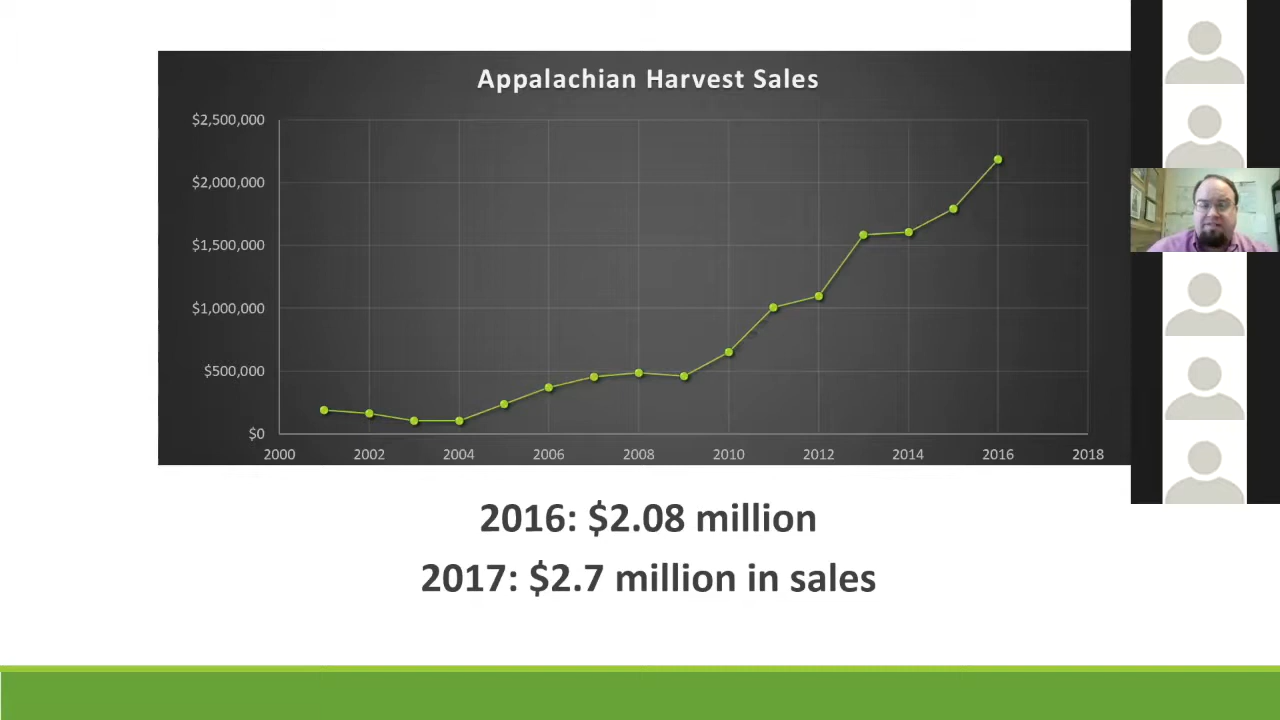 Appalachian Harvest Sales
$2,500,000
$2,000,000
$1,500,000
$1,000,000
$500,000
$0
2000 2002 2004 2006 2008 2010 2012 2014 2016 2018
2016: $2.08 million
2017: $2.7 million in sales